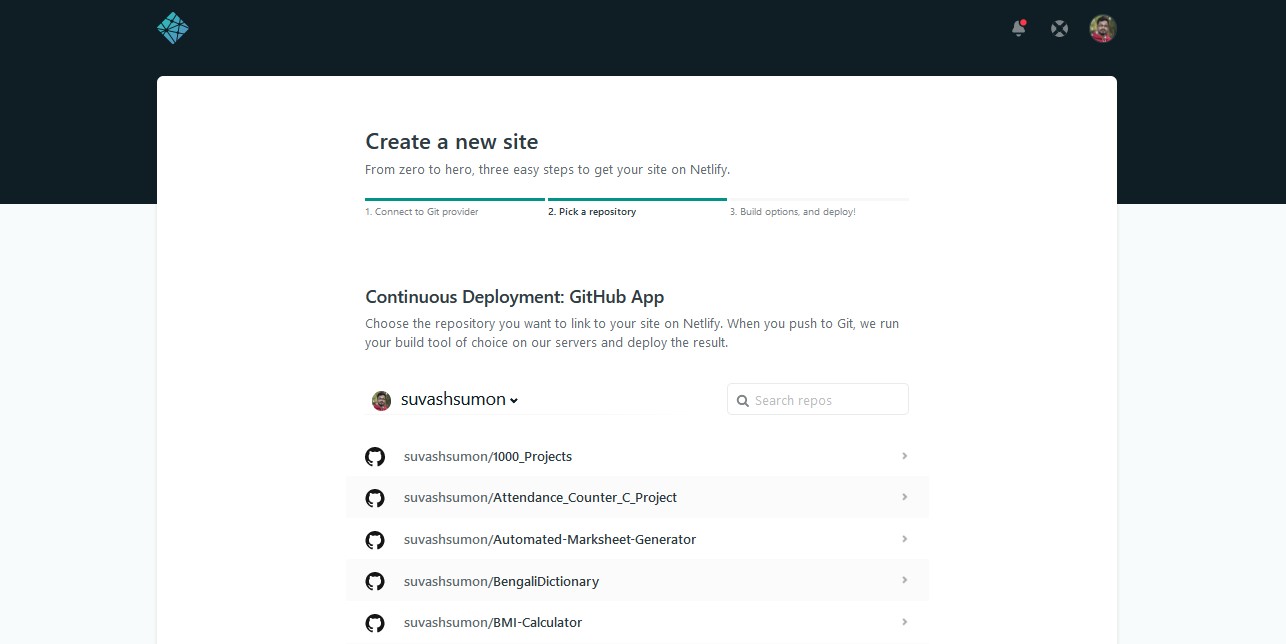 Create a new site
From zero to hero, three easy steps to get your site on Netlify.
1. Connect to Git provider
2. Pick a repository
3. Build options, and deploy!
Continuous Deployment: GitHub App
Choose the repository you want to link to your site on Netlify. When you push to Git, we run
your build tool of choice on our servers and deploy the result.
suvashsumon
Search repos
suvashsumon/1000_Projects
suvashsumon/Attendance_Counter_C_Project
suvashsumon/Automated-Marksheet-Generator
suvashsumon/BengaliDictionary
suvashsumon/BMI-Calculator